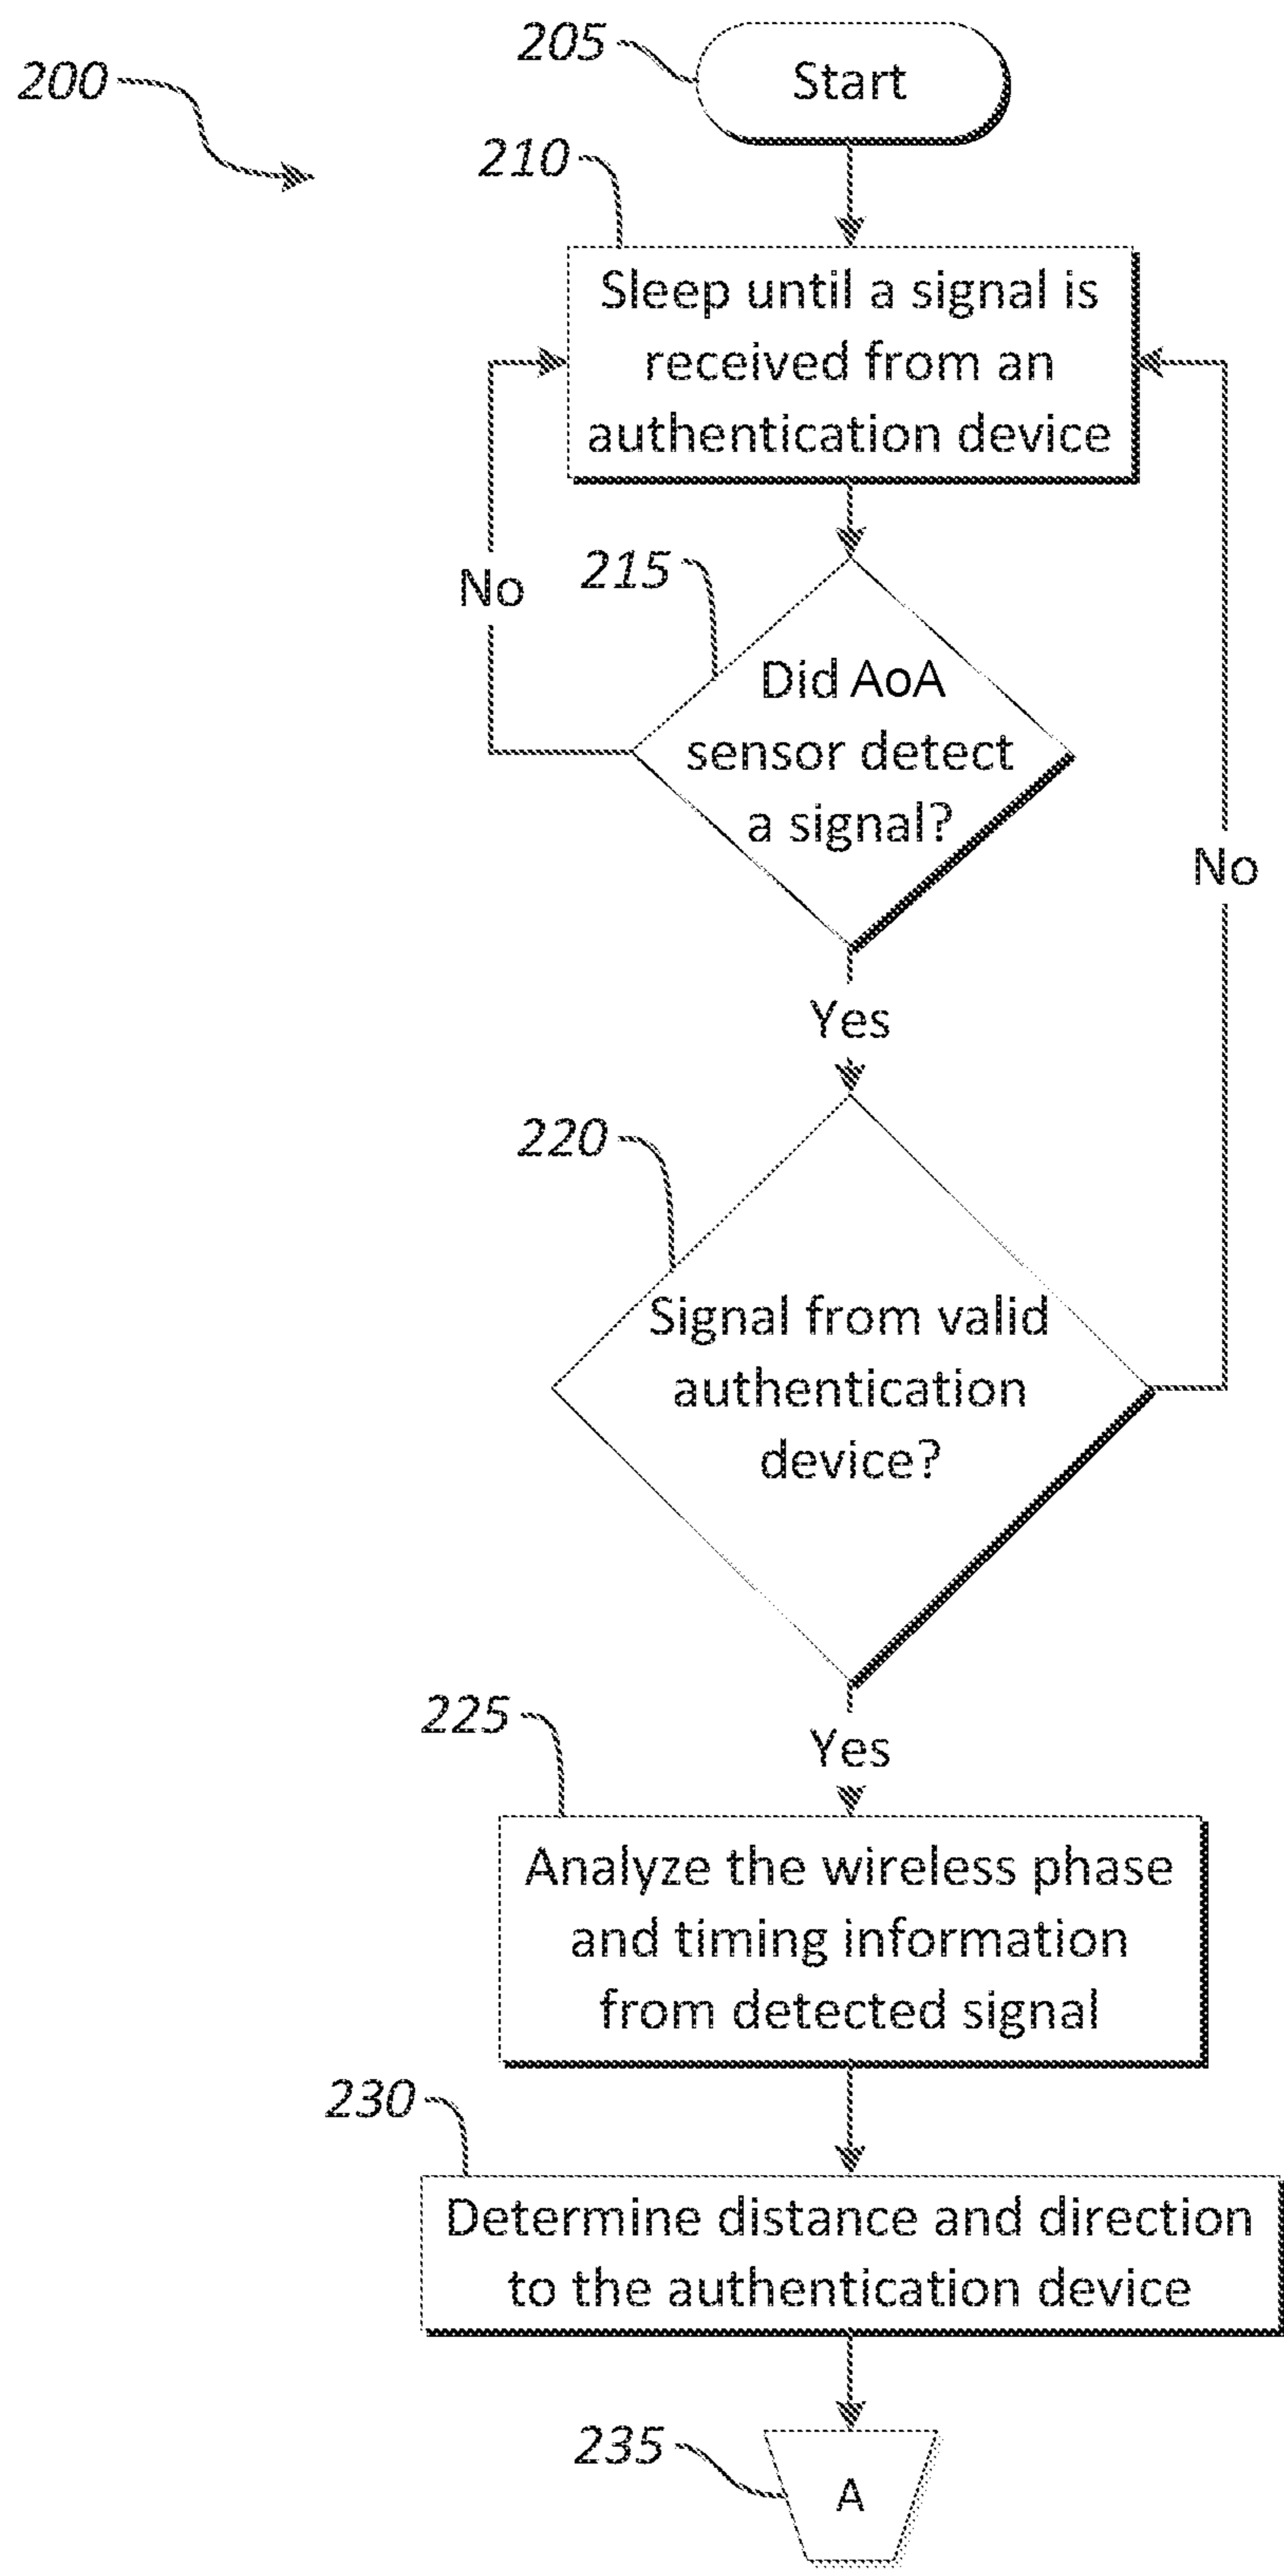 200
205
Start
210
Sleep until a signal is
received from an
authentication device
No
215
Did AoA
sensor detect
a signal?
No
Yes
220
Signal from valid
authentication
device?
225
Yes
Analyze the wireless phase
and timing information
from detected signal
230
Determine distance and direction
to the authentication device
235
A